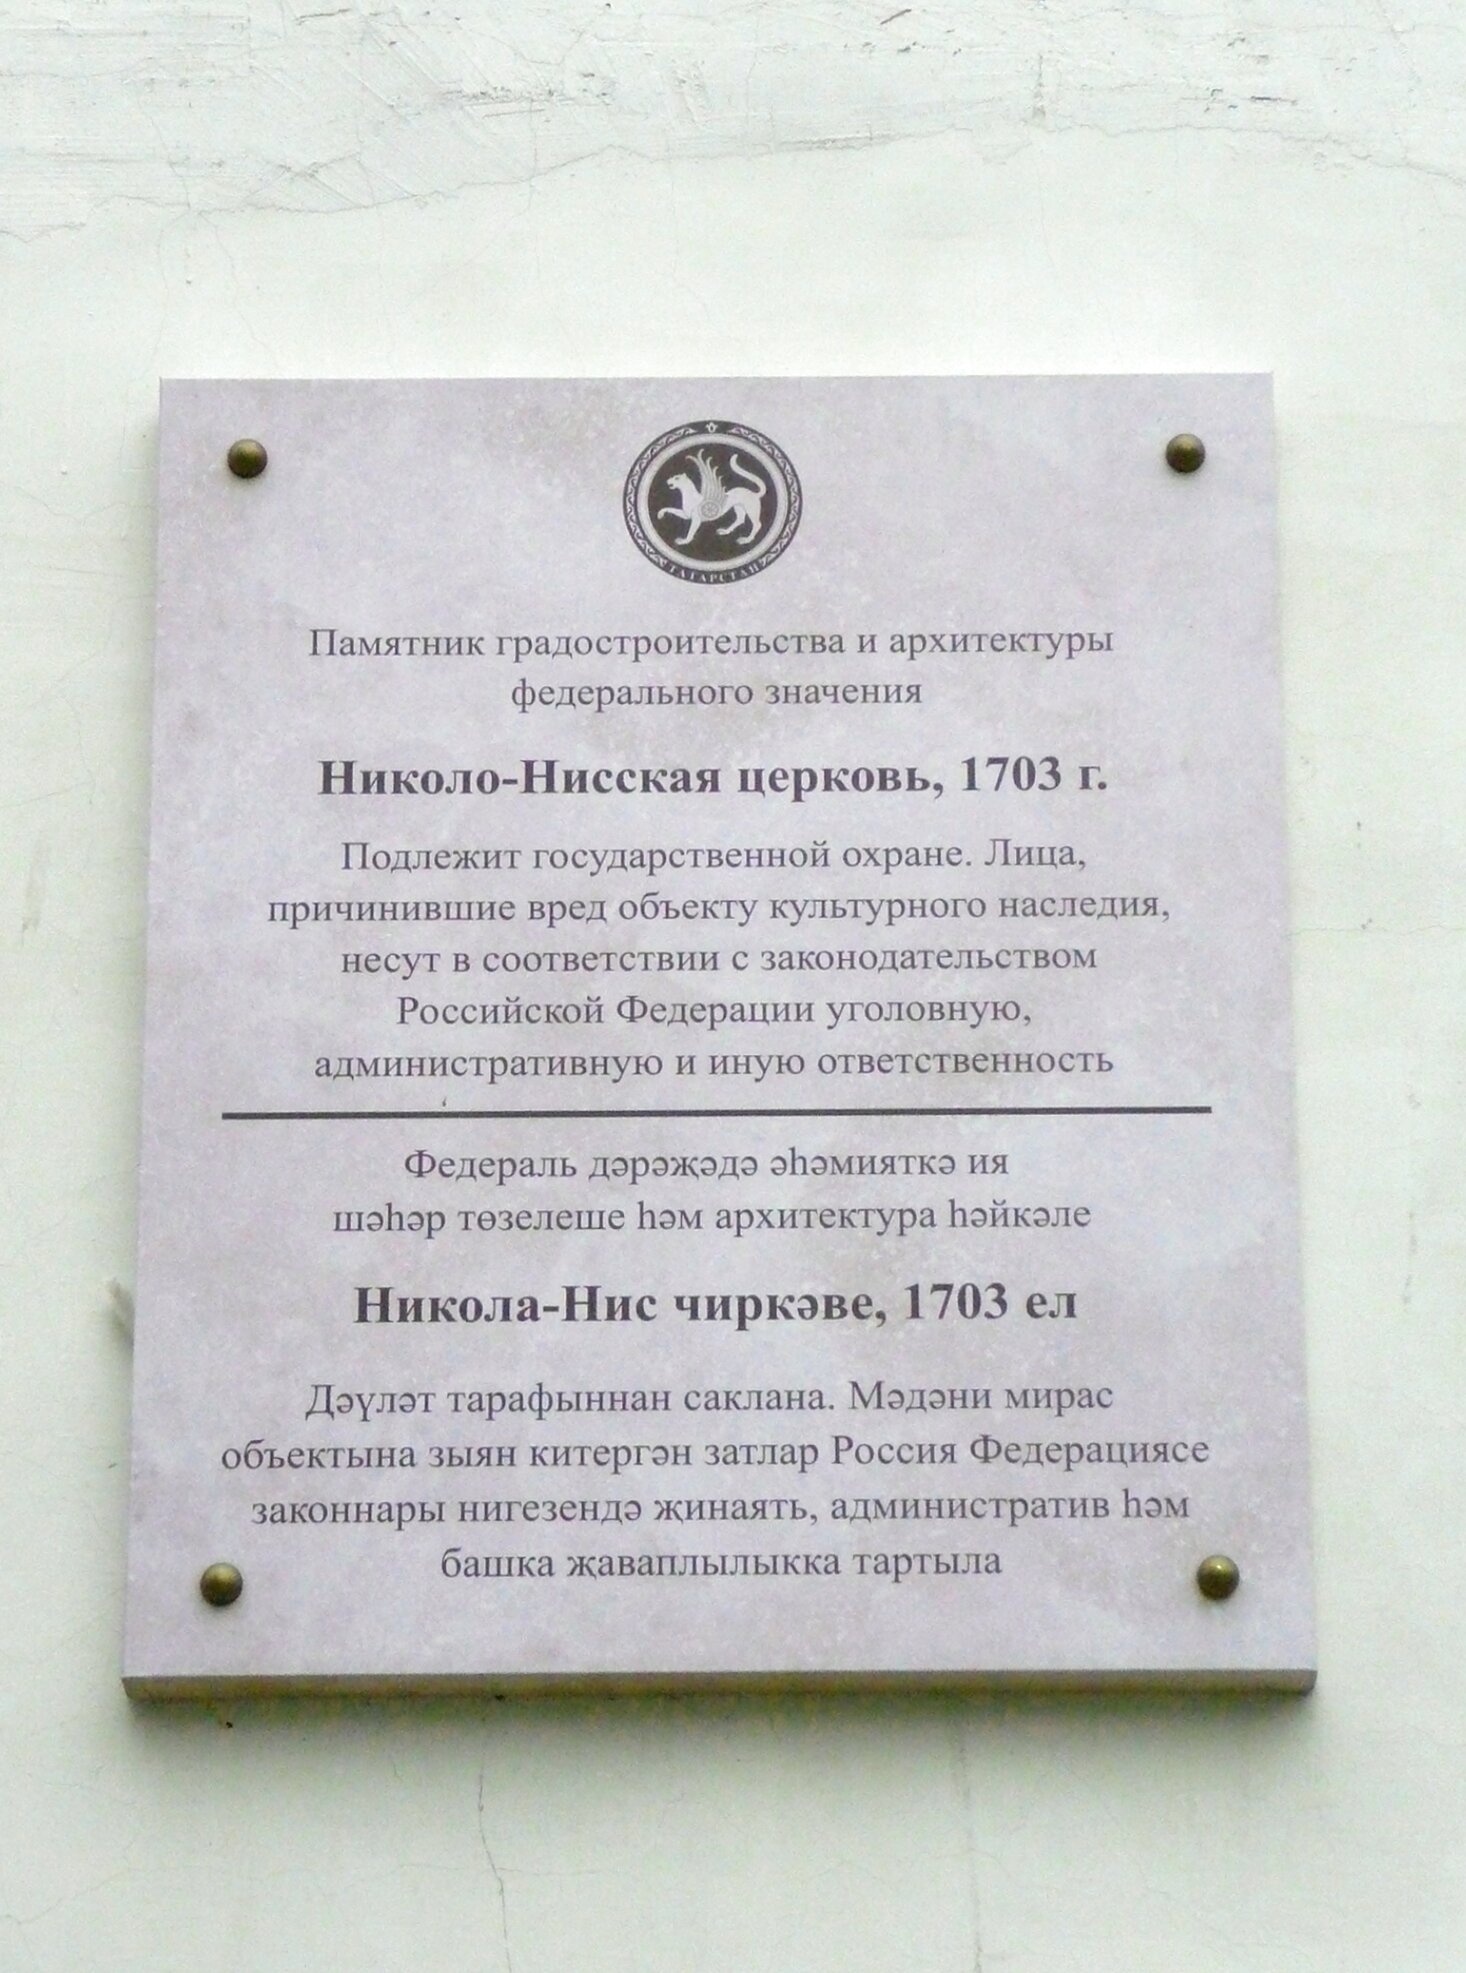 ТАТАРСТАН
Памятник градостроительства и архитектуры
федерального значения
Николо-Нисская церковь, 1703 г.
Подлежит государственной охране. Лица,
причинившие вред объекту культурного наследия,
несут в соответствии с законодательством
Российской Федерации уголовную,
административную и иную ответственность
Федераль дәрәҗәдә әһәмияткә ия
шәһәр төзелеше һәм архитектура һәйкәле
Никола-Нис чиркәве, 1703 ел
Дәүләт тарафыннан саклана. Мәдәни мирас
объектына зыян китергән затлар Россия Федерациясе
законнары нигезендә җинаять, административ һәм
башка җаваплылыкка тартыла